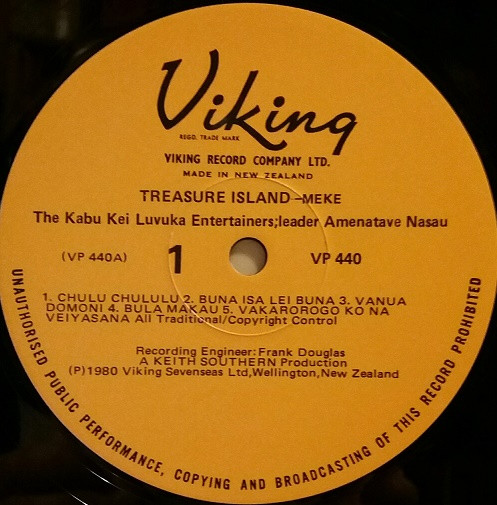 Viking
REGD. TRADE MARK
VIKING RECORD COMPANY LTD.
MADE IN NEW ZEALAND
TREASURE ISLAND -MEKE
The Kabu Kei Luvuka Entertainers;leader Amenatave Nasau
(VP 440A) 1 VP 440
1. CHULU CHULULU 2. BUNA ISA LEI BUNA 3. VANUA
DOMONI 4. BULA MAKAU 5. VAKAROROGO KO NA
VEIYASANA All Traditional/Copyright Control
Recording Engineer: Frank Douglas
A KEITH SOUTHERN Production
(P)1980 Viking Sevenseas Ltd,Wellington,New Zealand
UNAUTHORISED PUBLIC PERFORMANCE, COPYING AND BROADCASTING OF THIS RECORD PROHIBITED